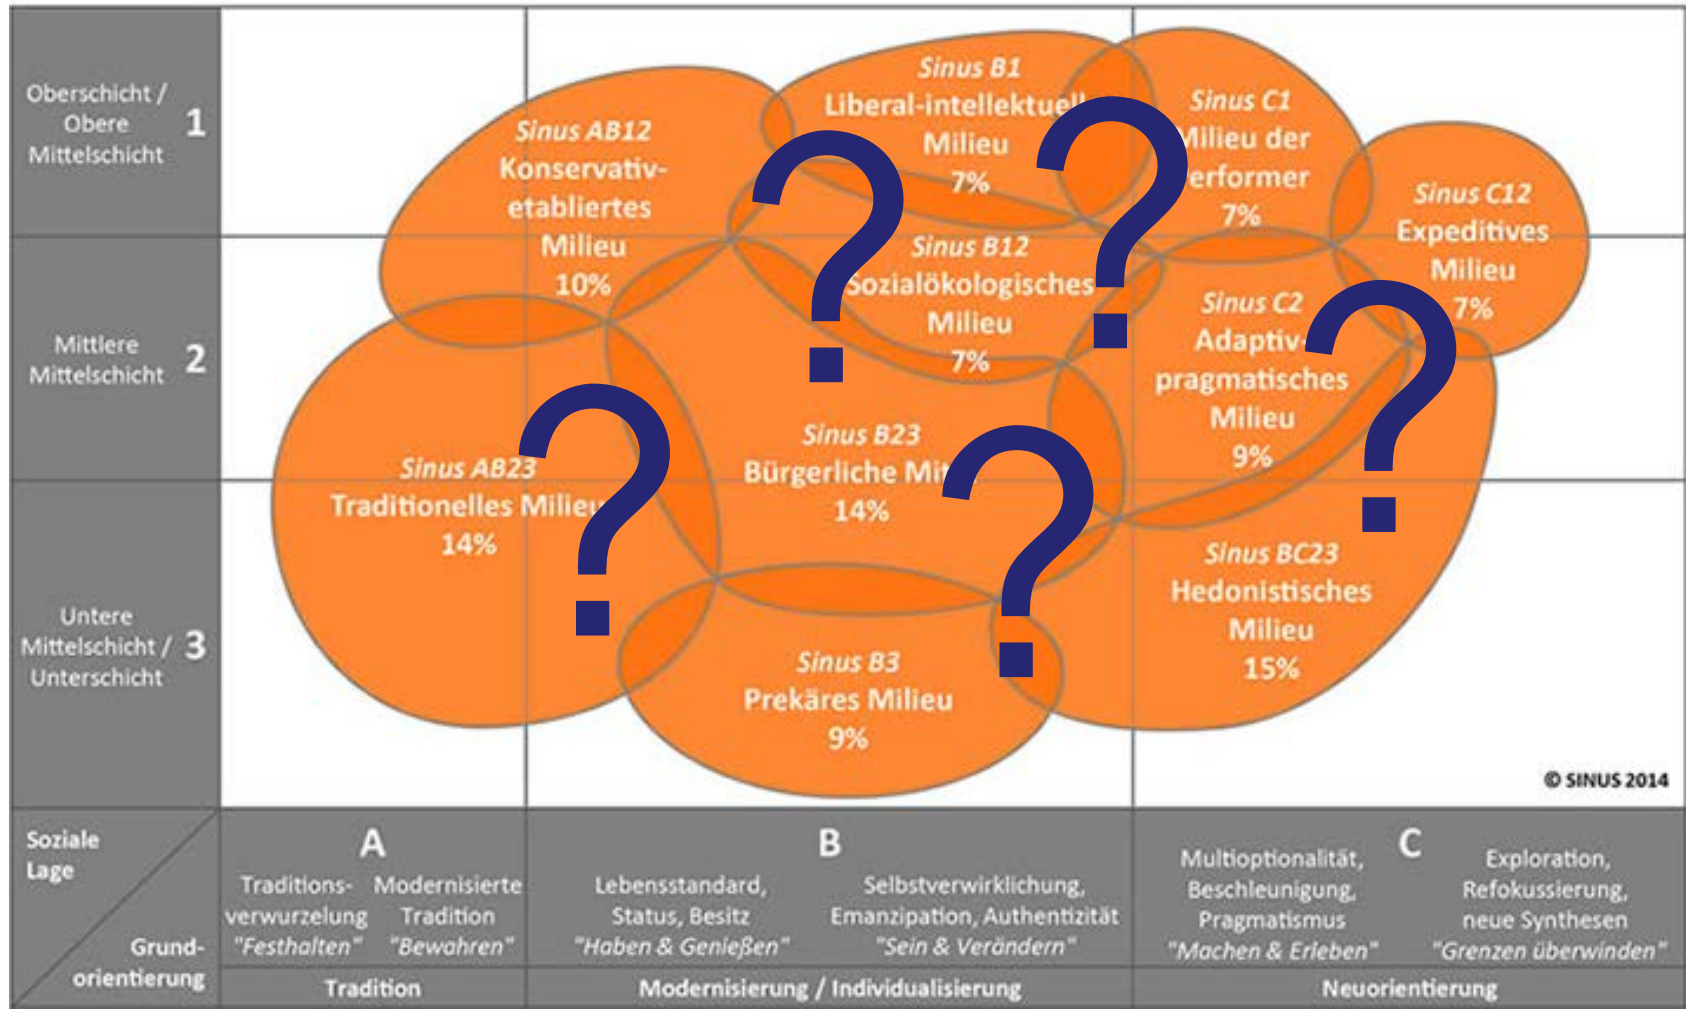 Oberschicht /
Obere
Mittelschicht
1
Mittlere
Mittelschicht
2
Untere
Mittelschicht /
Unterschicht
3
Sinus AB12
Konservativ-
etabliertes
Milieu
10%
Sinus B1
Liberal-intellektuell
Milieu
7%
Sinus C1
Milieu der
erformer
7%
Sinus C12
Expeditives
Milieu
7%
Sinus B12
Sozialökologisches
Milieu
7%
Sinus C2
Adaptiv-
pragmatisches
Milieu
9%
Sinus AB23
Traditionelles Milieu
14%
Sinus B23
Bürgerliche Mit
14%
Sinus BC23
Hedonistisches
Milieu
15%
Sinus B3
Prekäres Milieu
9%
? ? ? ? ?
© SINUS 2014
Soziale
Lage
Grund-
orientierung
A
Traditions-
verwurzelung
"Festhalten"
Modernisierte
Tradition
"Bewahren"
Tradition
B
Lebensstandard,
Status, Besitz
"Haben & Genießen"
Selbstverwirklichung,
Emanzipation, Authentizität
"Sein & Verändern"
Modernisierung / Individualisierung
C
Multioptionalität,
Beschleunigung,
Pragmatismus
"Machen & Erleben"
Exploration,
Refokussierung,
neue Synthesen
"Grenzen überwinden"
Neuorientierung